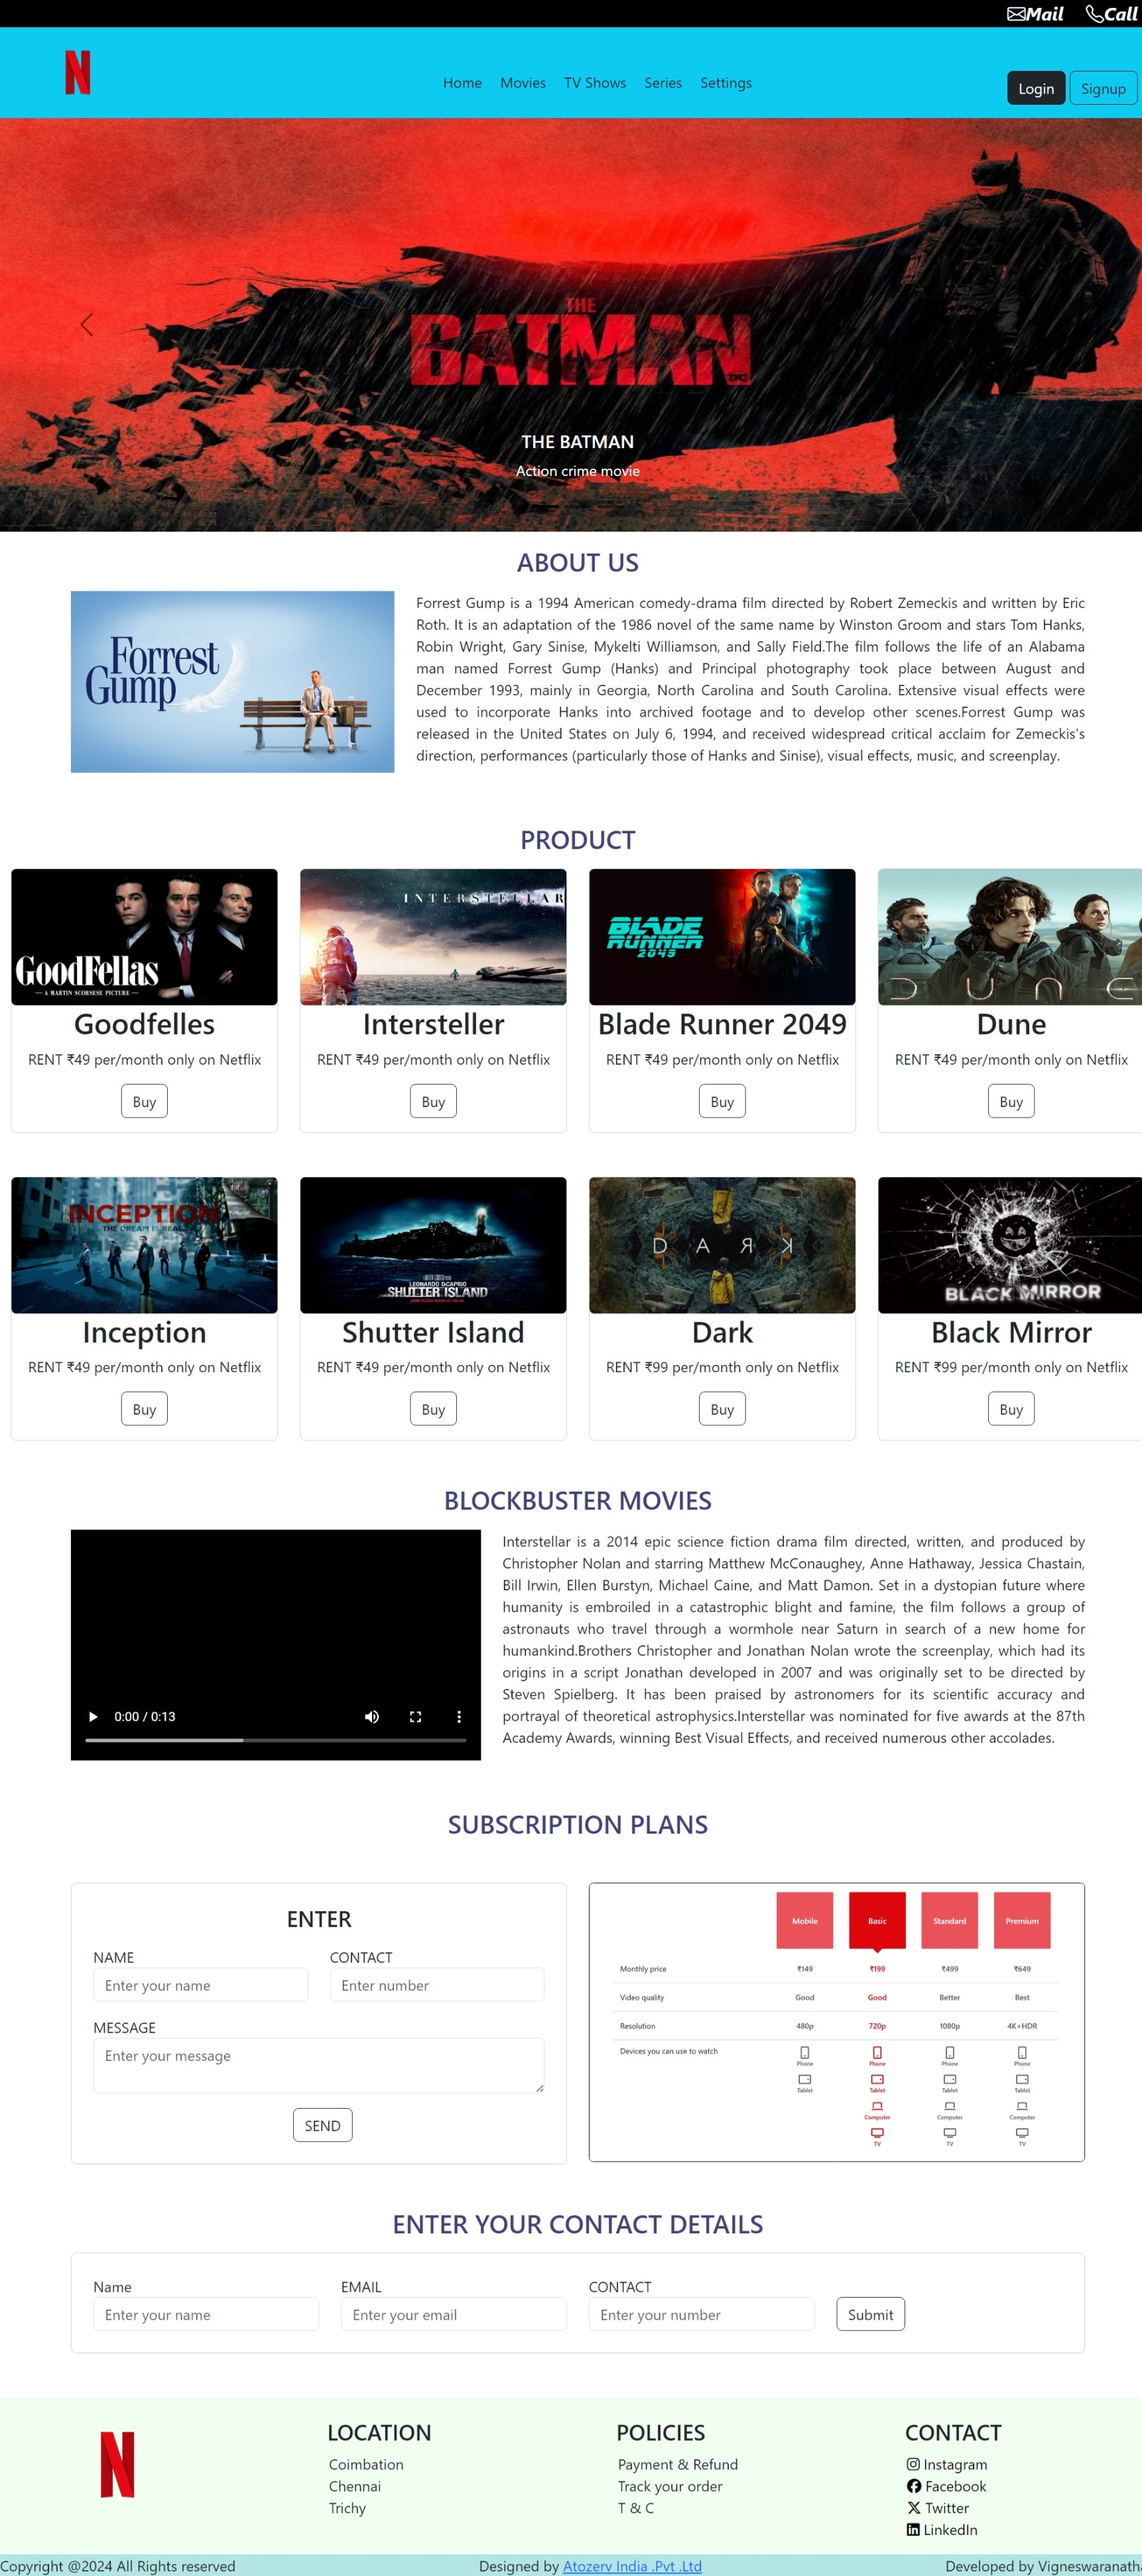 Mail Call
N
Home Movies TV Shows Series Settings
Login Signup
THE
BATMAN
DC
THE BATMAN
Action crime movie
ABOUT US
Forrest
Gump
Forrest Gump is a 1994 American comedy-drama film directed by Robert Zemeckis and written by Eric
Roth. It is an adaptation of the 1986 novel of the same name by Winston Groom and stars Tom Hanks,
Robin Wright, Gary Sinise, Mykelti Williamson, and Sally Field.The film follows the life of an Alabama
man named Forrest Gump (Hanks) and Principal photography took place between August and
December 1993, mainly in Georgia, North Carolina and South Carolina. Extensive visual effects were
used to incorporate Hanks into archived footage and to develop other scenes.Forrest Gump was
released in the United States on July 6, 1994, and received widespread critical acclaim for Zemeckis's
direction, performances (particularly those of Hanks and Sinise), visual effects, music, and screenplay.
PRODUCT
GoodFellas
A MARTIN SCORSESE PICTURE
INTERSTELLAR
BLADE
RUNNER
2049
DUNE
Goodfelles
RENT ₹49 per/month only on Netflix
Buy
Intersteller
RENT ₹49 per/month only on Netflix
Buy
Blade Runner 2049
RENT ₹49 per/month only on Netflix
Buy
Dune
RENT ₹49 per/month only on Netflix
Buy
INCEPTION
THE DREAM IS REAL
LEONARDO DiCAPRIO
SHUTTER ISLAND
DARK
BLACK MIRROR
Inception
RENT ₹49 per/month only on Netflix
Buy
Shutter Island
RENT ₹49 per/month only on Netflix
Buy
Dark
RENT ₹99 per/month only on Netflix
Buy
Black Mirror
RENT ₹99 per/month only on Netflix
Buy
BLOCKBUSTER MOVIES
0:00 / 0:13
Interstellar is a 2014 epic science fiction drama film directed, written, and produced by
Christopher Nolan and starring Matthew McConaughey, Anne Hathaway, Jessica Chastain,
Bill Irwin, Ellen Burstyn, Michael Caine, and Matt Damon. Set in a dystopian future where
humanity is embroiled in a catastrophic blight and famine, the film follows a group of
astronauts who travel through a wormhole near Saturn in search of a new home for
humankind.Brothers Christopher and Jonathan Nolan wrote the screenplay, which had its
origins in a script Jonathan developed in 2007 and was originally set to be directed by
Steven Spielberg. It has been praised by astronomers for its scientific accuracy and
portrayal of theoretical astrophysics.Interstellar was nominated for five awards at the 87th
Academy Awards, winning Best Visual Effects, and received numerous other accolades.
SUBSCRIPTION PLANS
ENTER
NAME CONTACT
Enter your name Enter number
MESSAGE
Enter your message
SEND
Mobile Basic Standard Premium
Monthly price ₹149 ₹199 ₹499 ₹649
Video quality Good Good Better Best
Resolution 480p 720p 1080p 4K+HDR
Devices you can use to watch
Phone Phone Phone Phone
Tablet Tablet Tablet Tablet
Computer Computer Computer
TV TV TV
ENTER YOUR CONTACT DETAILS
Name EMAIL CONTACT
Enter your name Enter your email Enter your number Submit
N
LOCATION
Coimbation
Chennai
Trichy
POLICIES
Payment & Refund
Track your order
T & C
CONTACT
Instagram
Facebook
Twitter
LinkedIn
Copyright @2024 All Rights reserved Designed by Atozerv India .Pvt .Ltd Developed by Vigneswaranath